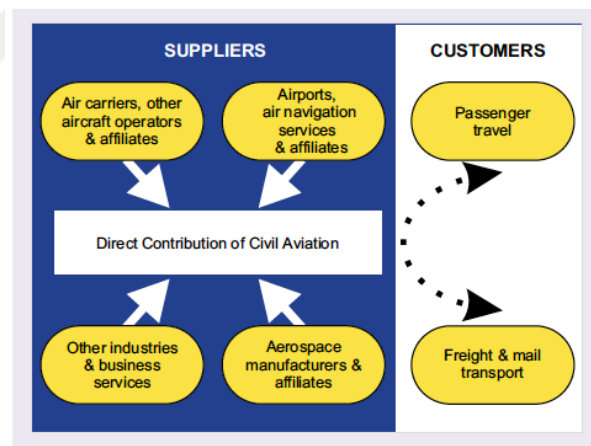 SUPPLIERS
CUSTOMERS
Air carriers, other
aircraft operators
& affiliates
Airports,
air navigation
services
& affiliates
Passenger
travel
Direct Contribution of Civil Aviation
Other industries
& business
services
Aerospace
manufacturers &
affiliates
Freight & mail
transport